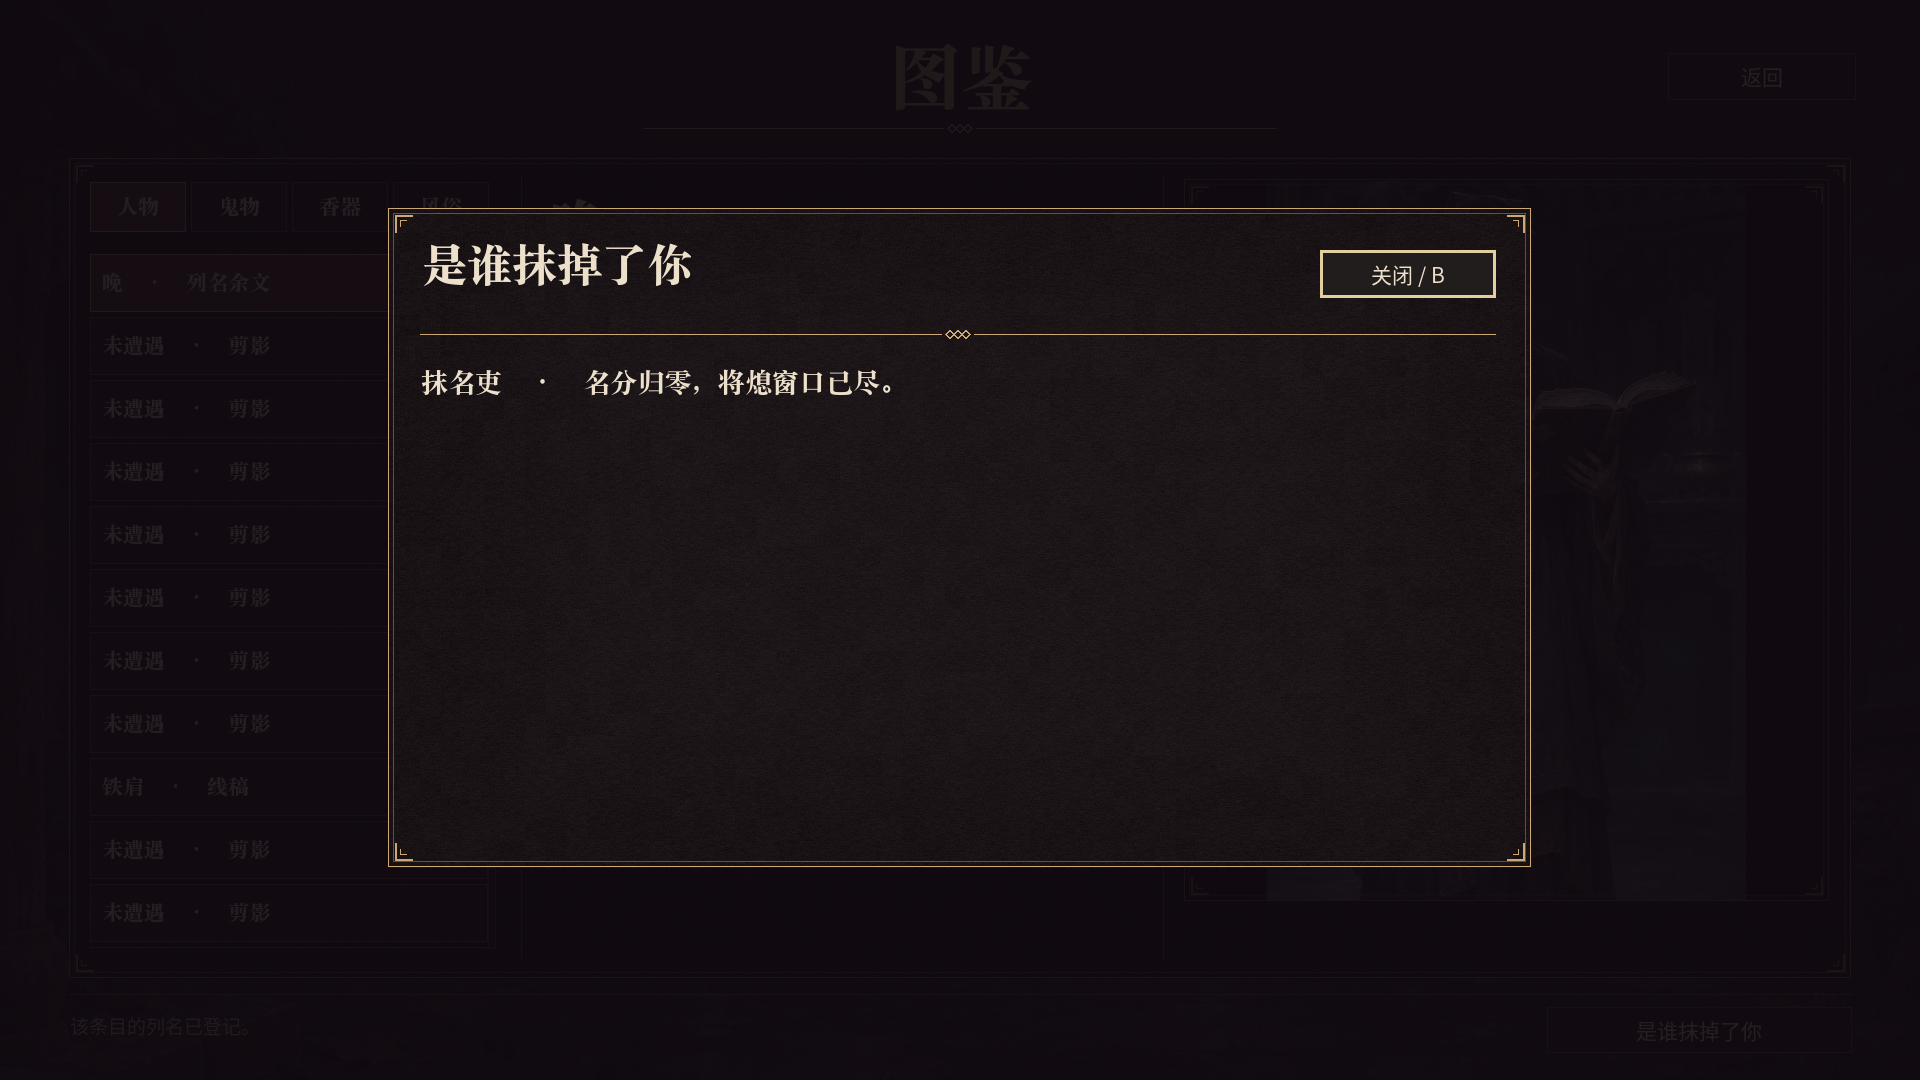 图鉴
返回
人物 鬼物 香器 风俗
晚 · 列名余文
未遭遇 · 剪影
未遭遇 · 剪影
未遭遇 · 剪影
未遭遇 · 剪影
未遭遇 · 剪影
未遭遇 · 剪影
未遭遇 · 剪影
铁肩 · 线稿
未遭遇 · 剪影
未遭遇 · 剪影
是谁抹掉了你
关闭 / B
抹名吏 · 名分归零，将熄窗口已尽。
该条目的列名已登记。
是谁抹掉了你